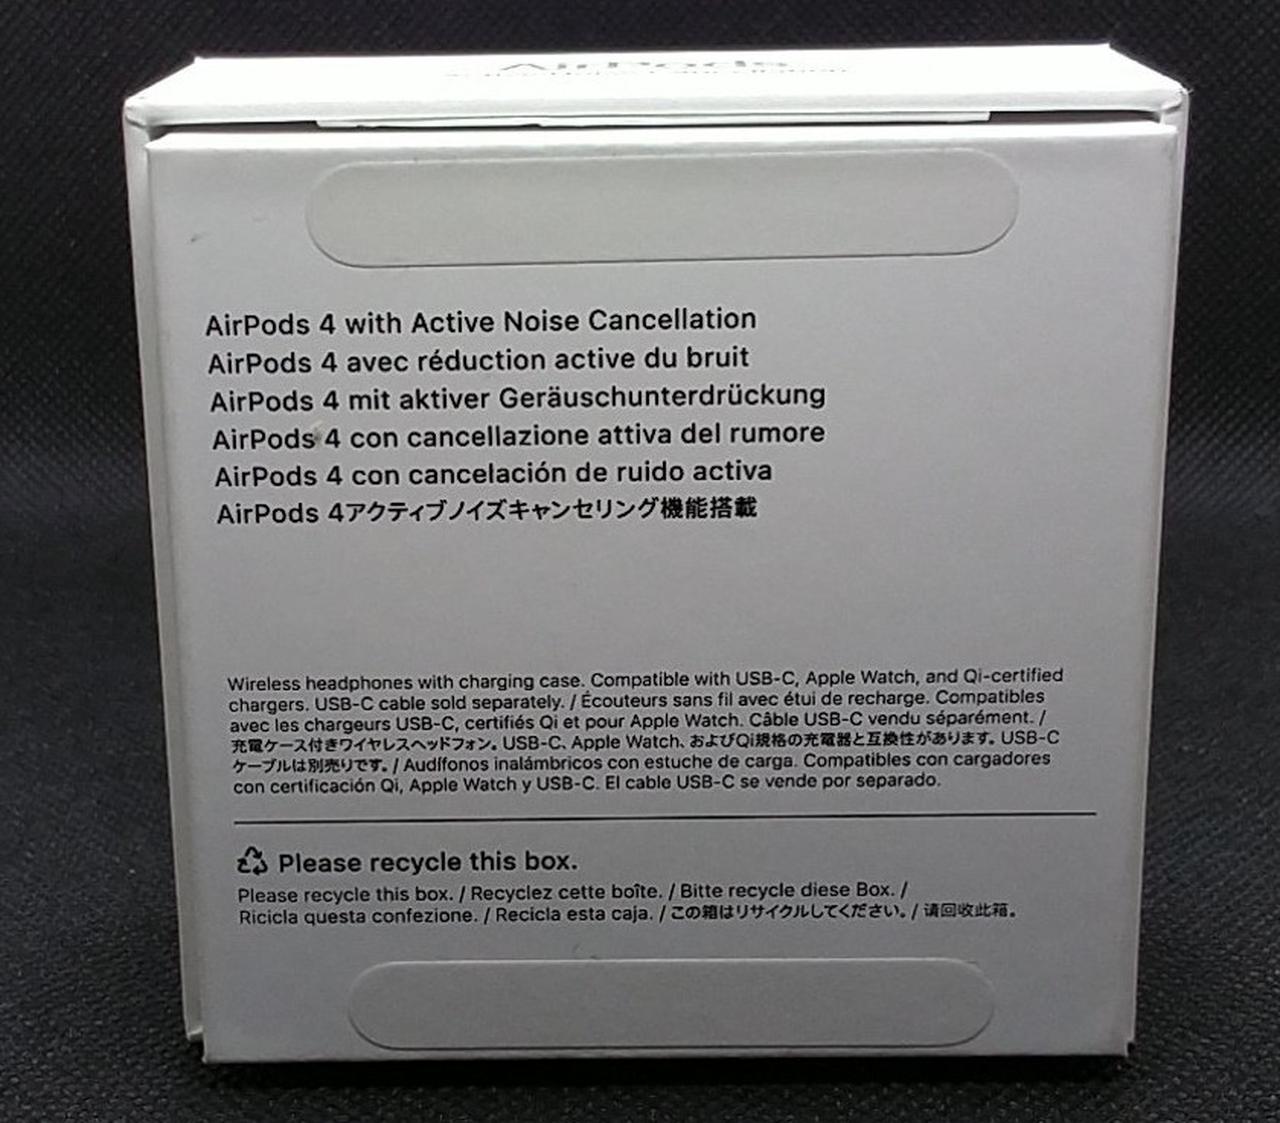 AirPods
Active Noise Cancellation
AirPods 4 with Active Noise Cancellation
AirPods 4 avec réduction active du bruit
AirPods 4 mit aktiver Geräuschunterdrückung
AirPods 4 con cancellazione attiva del rumore
AirPods 4 con cancelación de ruido activa
AirPods 4アクティブノイズキャンセリング機能搭載
Wireless headphones with charging case. Compatible with USB-C, Apple Watch, and Qi-certified
chargers. USB-C cable sold separately. / Écouteurs sans fil avec étui de recharge. Compatibles
avec les chargeurs USB-C, certifiés Qi et pour Apple Watch. Câble USB-C vendu séparément. /
充電ケース付きワイヤレスヘッドフォン。USB-C、Apple Watch、およびQi規格の充電器と互換性があります。USB-C
ケーブルは別売りです。/ Audífonos inalámbricos con estuche de carga. Compatibles con cargadores
con certificación Qi, Apple Watch y USB-C. El cable USB-C se vende por separado.
Please recycle this box.
Please recycle this box. / Recyclez cette boîte. / Bitte recycle diese Box. /
Ricicla questa confezione. / Recicla esta caja. / この箱はリサイクルしてください。/ 请回收此箱。